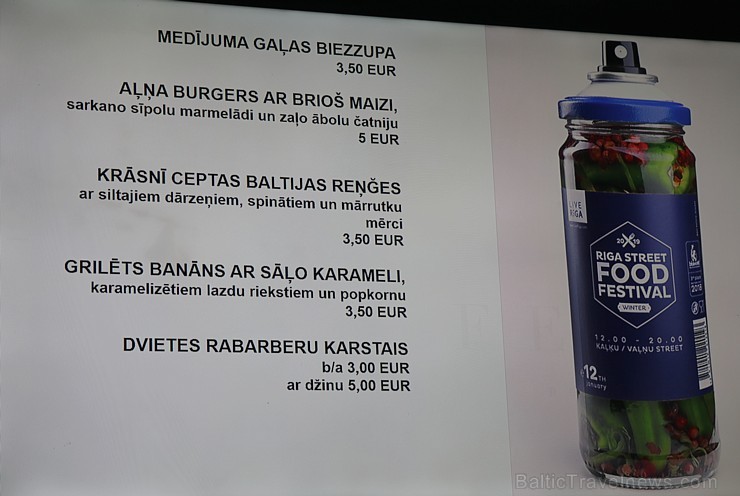 MEDĪJUMA GAĻAS BIEZZUPA
3,50 EUR
AĻŅA BURGERS AR BRIOŠ MAIZI,
sarkano sīpolu marmelādi un zaļo ābolu čatniju
5 EUR
KRĀSNĪ CEPTAS BALTIJAS REŅĢES
ar siltajiem dārzeņiem, spinātiem un mārrutku
mērci
3,50 EUR
GRILĒTS BANĀNS AR SĀĻO KARAMELI,
karamelizētiem lazdu riekstiem un popkornu
3,50 EUR
DVIETES RABARBERU KARSTAIS
b/a 3,00 EUR
ar džinu 5,00 EUR
LIVE
RĪGA
2019
RIGA STREET
FOOD
FESTIVAL
WINTER
12.00 - 20.00
KAĻĶU / VAĻŅU STREET
12TH
January
BalticTravelnews.com